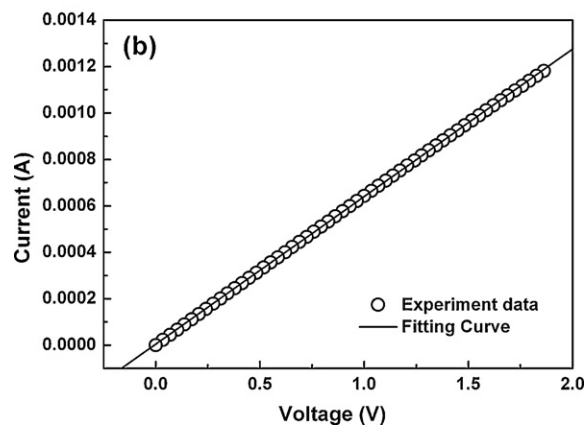 0.0014
(b)
0.0012
0.0010
0.0008
0.0006
0.0004
0.0002
0.0000
Current (A)
Experiment data
Fitting Curve
0.0 0.5 1.0 1.5 2.0
Voltage (V)